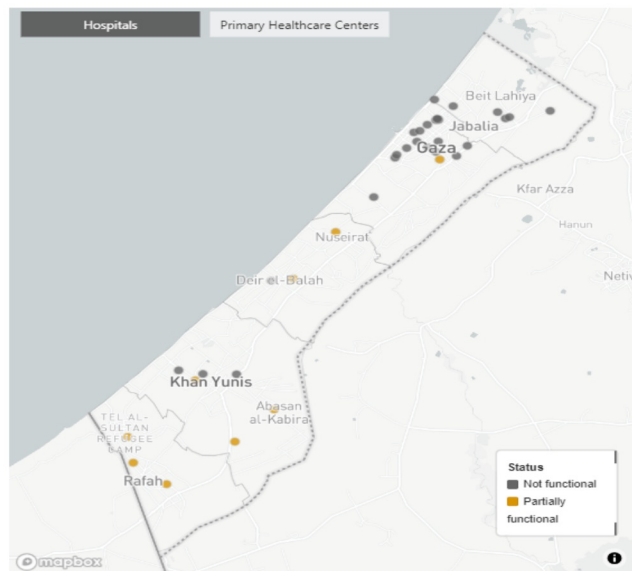 Hospitals
Primary Healthcare Centers
Beit Lahiya
Jabalia
Gaza
Kfar Azza
Hanun
Nuseirat
Netiv
Deir el-Balah
Khan Yunis
Abasan
al-Kabira
TEL AL-
SULTAN
REFUGEE
CAMP
Rafah
Status
Not functional
Partially
functional
mapbox